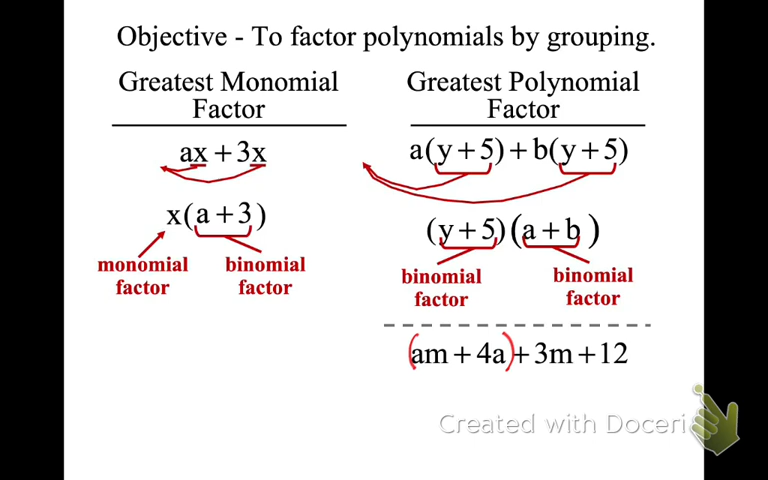 Objective - To factor polynomials by grouping.
Greatest Monomial
Factor
ax + 3x
x(a + 3)
monomial
factor
binomial
factor
Greatest Polynomial
Factor
a(y + 5) + b(y + 5)
(y + 5)(a + b)
binomial
factor
binomial
factor
(am + 4a) + 3m + 12
Created with Doceri